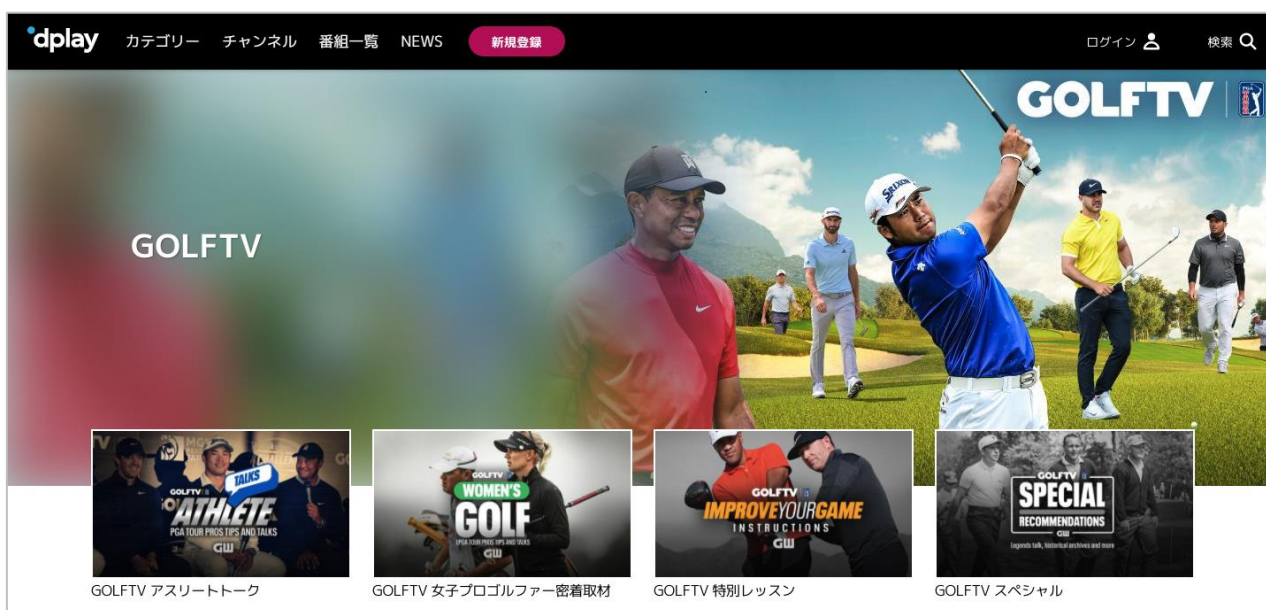 dplay カテゴリー チャンネル 番組一覧 NEWS 新規登録 ログイン 検索
GOLFTV
SRIXON
GOLFTV
GOLFTV
TALKS
ATHLETE
PGA TOUR PROS TIPS AND TALKS
GW
GOLFTV アスリートトーク
GOLFTV
WOMEN'S
GOLF
LPGA TOUR PROS TIPS AND TALKS
GW
GOLFTV 女子プロゴルファー密着取材
GOLFTV
IMPROVEYOURGAME
INSTRUCTIONS
GW
GOLFTV 特別レッスン
GOLFTV
SPECIAL
RECOMMENDATIONS
GW
Legends talk, historical archives and more
GOLFTV スペシャル